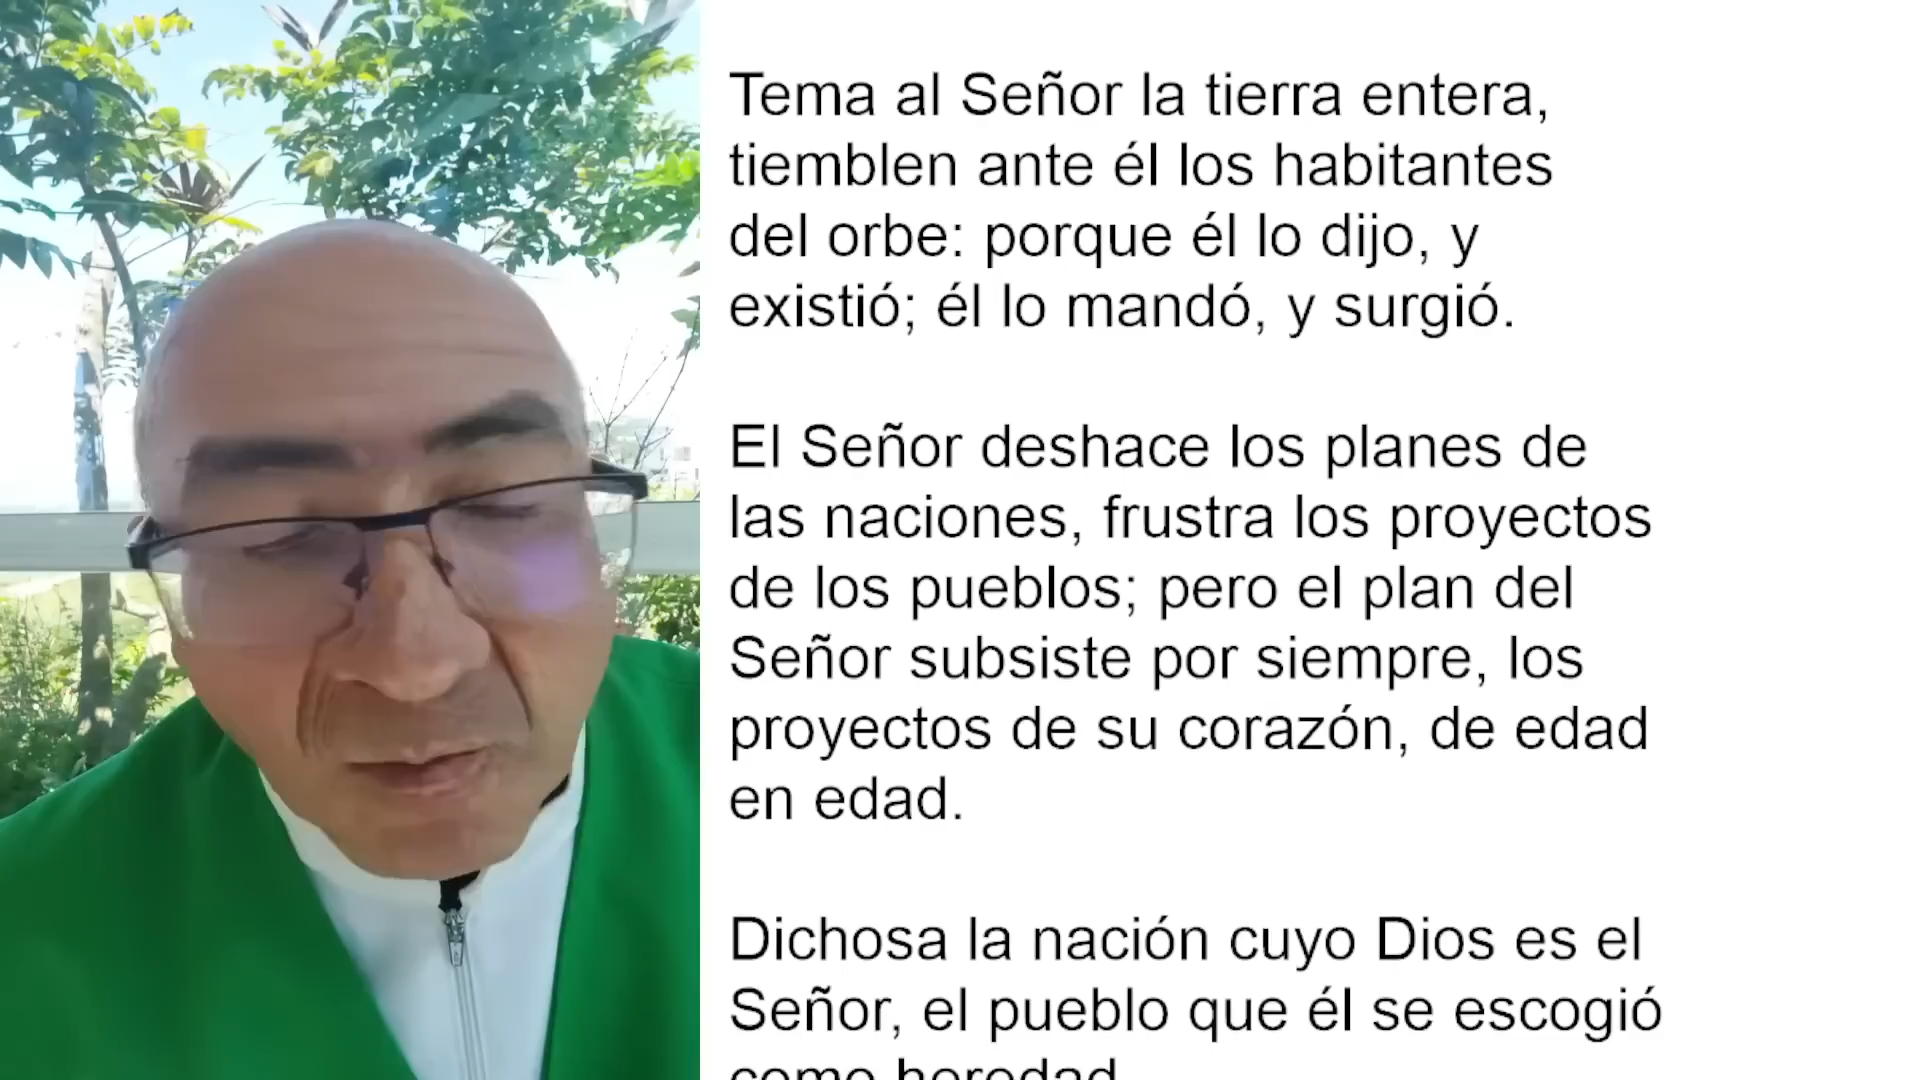 Tema al Señor la tierra entera,
tiemblen ante él los habitantes
del orbe: porque él lo dijo, y
existió; él lo mandó, y surgió.
El Señor deshace los planes de
las naciones, frustra los proyectos
de los pueblos; pero el plan del
Señor subsiste por siempre, los
proyectos de su corazón, de edad
en edad.
Dichosa la nación cuyo Dios es el
Señor, el pueblo que él se escogió
como heredad.